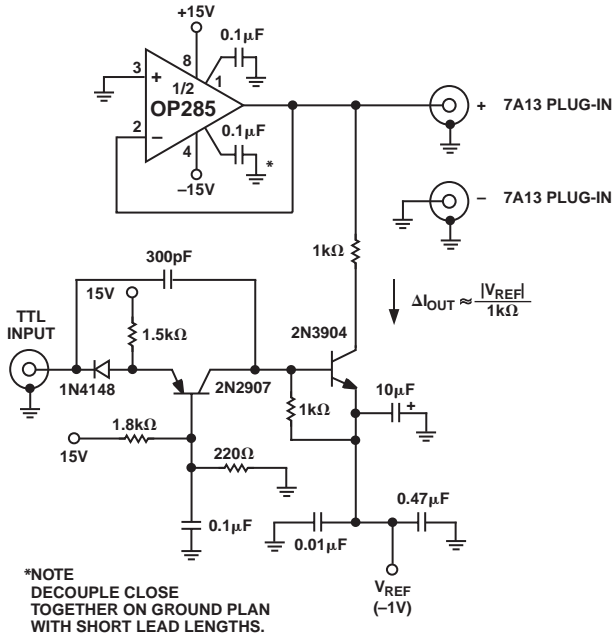 +15V
0.1µF
8
3
+
1/2
1
OP285
2
−
0.1µF
*
4
–15V
+ 7A13 PLUG-IN
− 7A13 PLUG-IN
1kΩ
300pF
15V
ΔIOUT ≈ |VREF|
1kΩ
TTL
INPUT
1.5kΩ
2N3904
1N4148
2N2907
10µF
+
1kΩ
1.8kΩ
15V
220Ω
0.1µF
0.47µF
0.01µF
VREF
(–1V)
*NOTE
DECOUPLE CLOSE
TOGETHER ON GROUND PLAN
WITH SHORT LEAD LENGTHS.